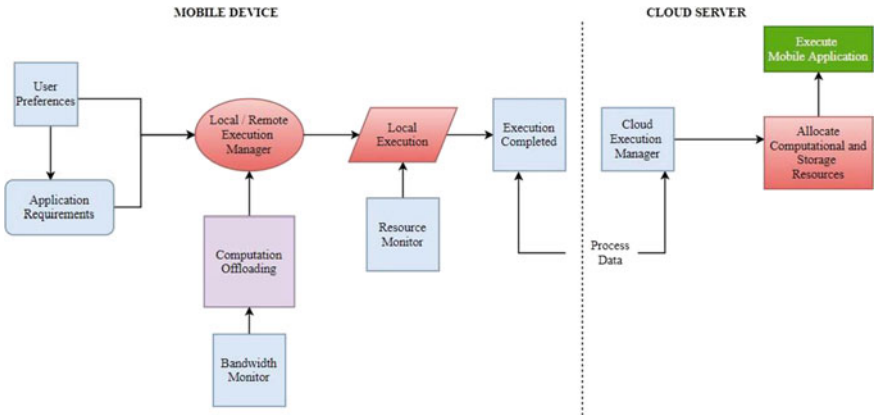 MOBILE DEVICE
CLOUD SERVER
User
Preferences
Application
Requirements
Local / Remote
Execution
Manager
Computation
Offloading
Bandwidth
Monitor
Local
Execution
Resource
Monitor
Execution
Completed
Process
Data
Cloud
Execution
Manager
Execute
Mobile Application
Allocate
Computational and
Storage
Resources